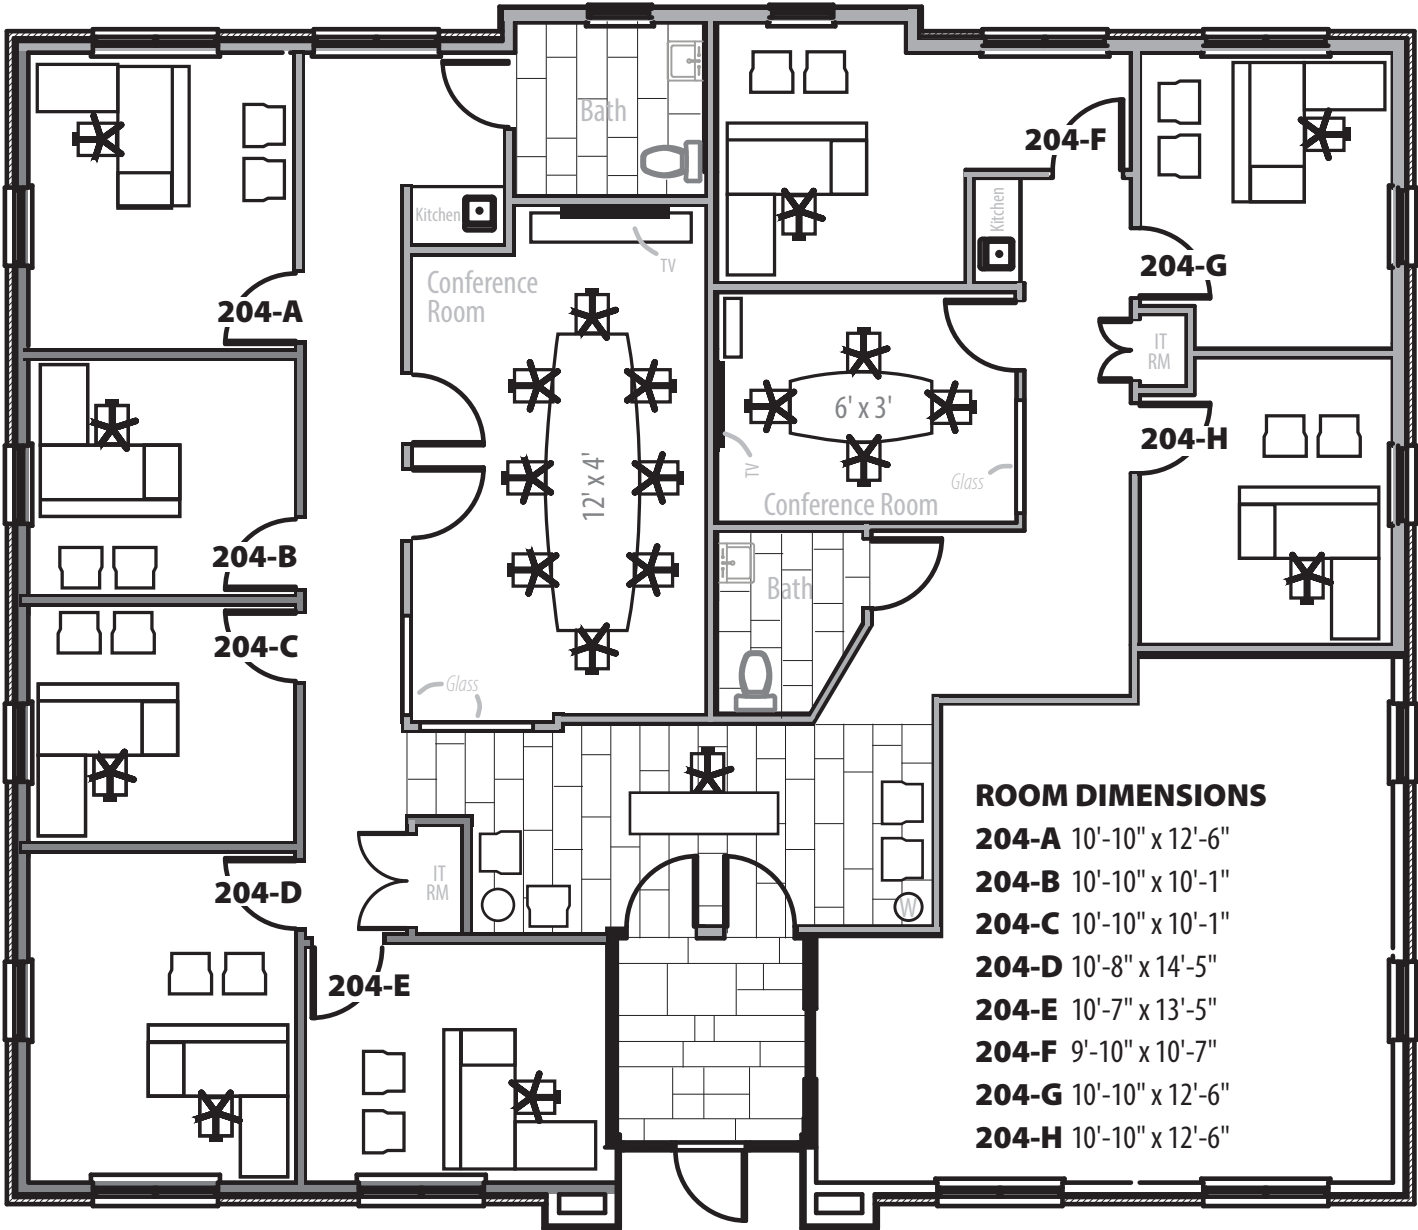 Bath
204-F
Kitchen
Kitchen
TV
204-G
Conference
Room
204-A
IT
RM
6' x 3'
204-H
12' x 4'
TV
Glass
Conference Room
204-B
Bath
204-C
Glass
IT
RM
204-D
W
204-E
ROOM DIMENSIONS
204-A 10'-10" x 12'-6"
204-B 10'-10" x 10'-1"
204-C 10'-10" x 10'-1"
204-D 10'-8" x 14'-5"
204-E 10'-7" x 13'-5"
204-F 9'-10" x 10'-7"
204-G 10'-10" x 12'-6"
204-H 10'-10" x 12'-6"